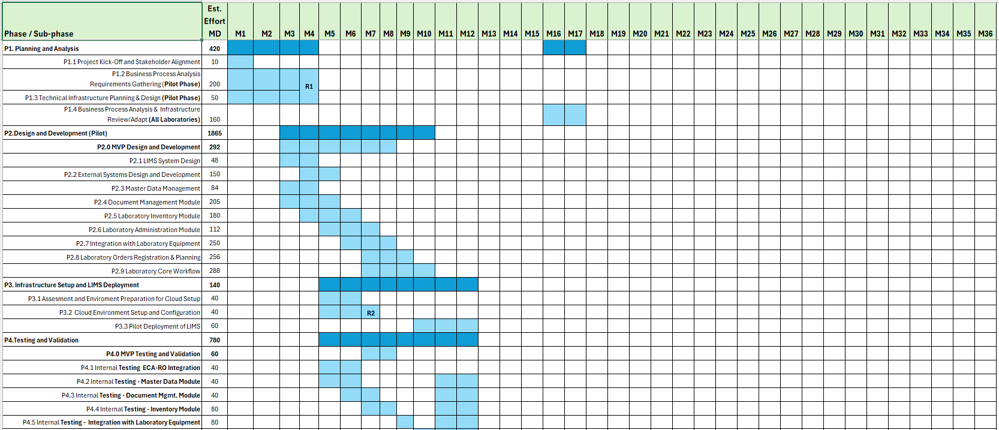 Phase / Sub-phase Est. Effort MD M1 M2 M3 M4 M5 M6 M7 M8 M9 M10 M11 M12 M13 M14 M15 M16 M17 M18 M19 M20 M21 M22 M23 M24 M25 M26 M27 M28 M29 M30 M31 M32 M33 M34 M35 M36
P1. Planning and Analysis 420
P1.1 Project Kick-Off and Stakeholder Alignment 10
P1.2 Business Process Analysis
Requirements Gathering (Pilot Phase) 200 R1
P1.3 Technical Infrastructure Planning & Design (Pilot Phase) 50
P1.4 Business Process Analysis & Infrastructure
Review/Adapt (All Laboratories) 160
P2.Design and Development (Pilot) 1865
P2.0 MVP Design and Development 292
P2.1 LIMS System Design 48
P2.2 External Systems Design and Development 150
P2.3 Master Data Management 84
P2.4 Document Management Module 205
P2.5 Laboratory Inventory Module 180
P2.6 Laboratory Administration Module 112
P2.7 Integration with Laboratory Equipment 250
P2.8 Laboratory Orders Registration & Planning 256
P2.9 Laboratory Core Workflow 288
P3. Infrastructure Setup and LIMS Deployment 140
P3.1 Assesment and Enviroment Preparation for Cloud Setup 40
P3.2 Cloud Environment Setup and Configuration 40 R2
P3.3 Pilot Deployment of LIMS 60
P4.Testing and Validation 780
P4.0 MVP Testing and Validation 60
P4.1 Internal Testing ECA-RO Integration 40
P4.2 Internal Testing - Master Data Module 40
P4.3 Internal Testing - Document Mgmt. Module 40
P4.4 Internal Testing - Inventory Module 80
P4.5 Internal Testing - Integration with Laboratory Equipment 80